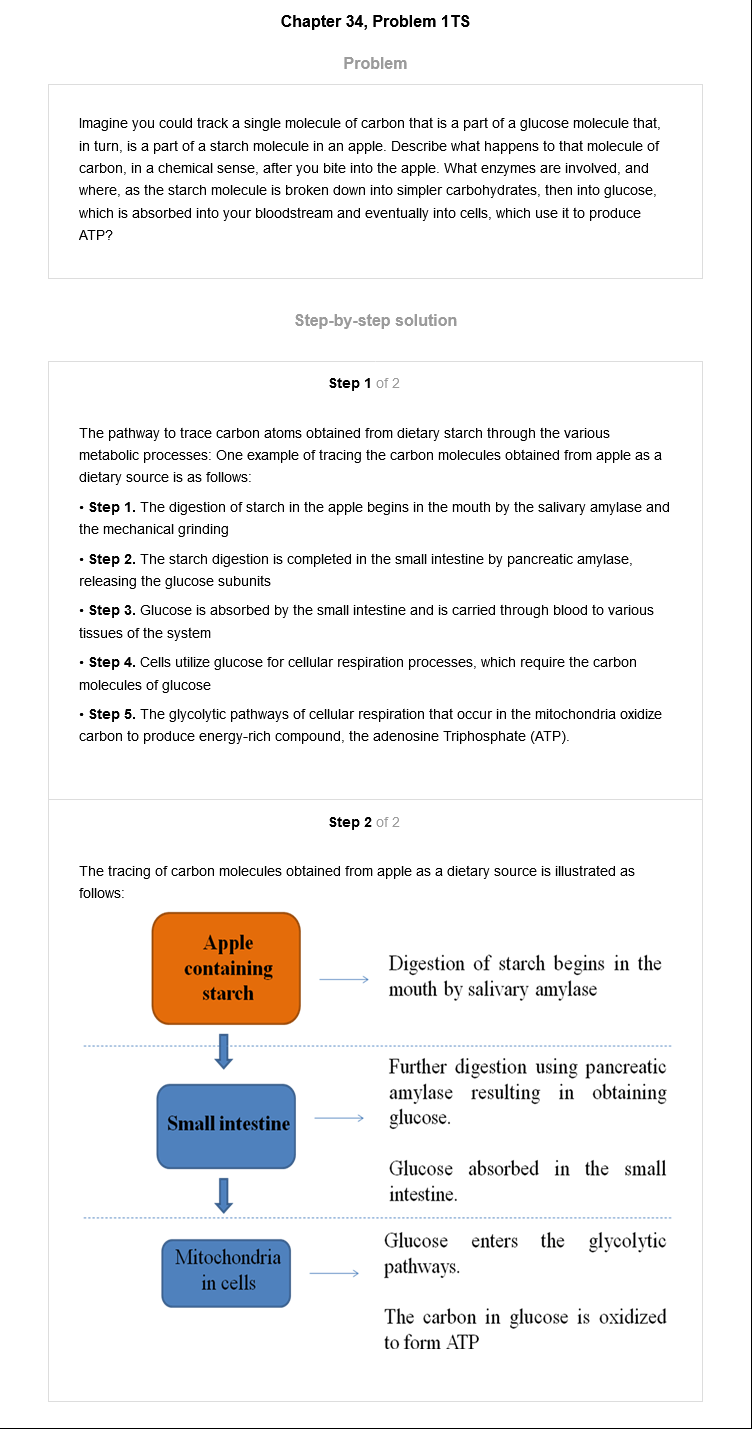 Chapter 34, Problem 1TS
Problem
Imagine you could track a single molecule of carbon that is a part of a glucose molecule that,
in turn, is a part of a starch molecule in an apple. Describe what happens to that molecule of
carbon, in a chemical sense, after you bite into the apple. What enzymes are involved, and
where, as the starch molecule is broken down into simpler carbohydrates, then into glucose,
which is absorbed into your bloodstream and eventually into cells, which use it to produce
ATP?
Step-by-step solution
Step 1 of 2
The pathway to trace carbon atoms obtained from dietary starch through the various
metabolic processes: One example of tracing the carbon molecules obtained from apple as a
dietary source is as follows:
• Step 1. The digestion of starch in the apple begins in the mouth by the salivary amylase and
the mechanical grinding
• Step 2. The starch digestion is completed in the small intestine by pancreatic amylase,
releasing the glucose subunits
• Step 3. Glucose is absorbed by the small intestine and is carried through blood to various
tissues of the system
• Step 4. Cells utilize glucose for cellular respiration processes, which require the carbon
molecules of glucose
• Step 5. The glycolytic pathways of cellular respiration that occur in the mitochondria oxidize
carbon to produce energy-rich compound, the adenosine Triphosphate (ATP).
Step 2 of 2
The tracing of carbon molecules obtained from apple as a dietary source is illustrated as
follows:
Apple
containing
starch
Digestion of starch begins in the
mouth by salivary amylase
Further digestion using pancreatic
amylase resulting in obtaining
glucose.
Small intestine
Glucose absorbed in the small
intestine.
Mitochondria
in cells
Glucose enters the glycolytic
pathways.
The carbon in glucose is oxidized
to form ATP